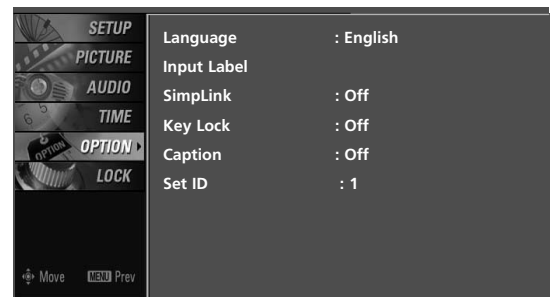 SETUP
PICTURE
AUDIO
TIME
OPTION
LOCK
Move MENU Prev
Language : English
Input Label
SimpLink : Off
Key Lock : Off
Caption : Off
Set ID : 1